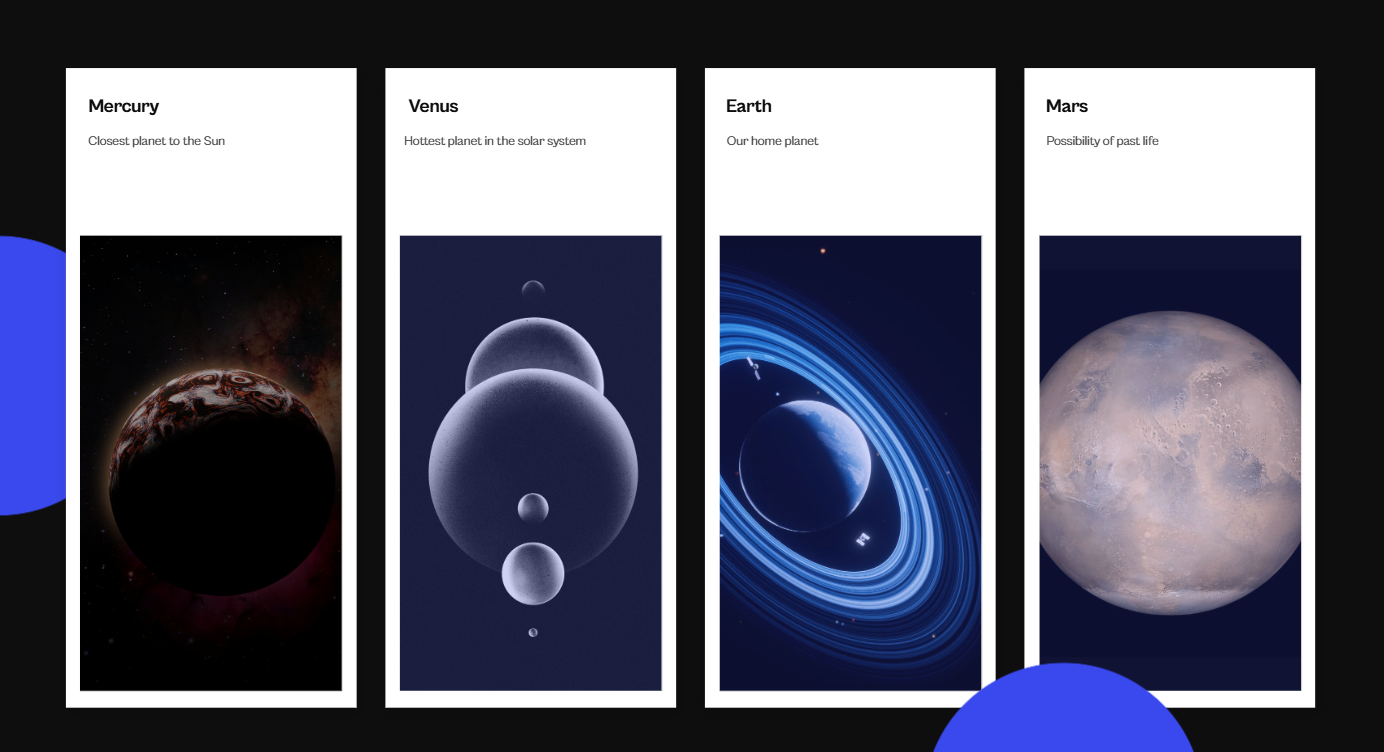 Mercury
Closest planet to the Sun
Venus
Hottest planet in the solar system
Earth
Our home planet
Mars
Possibility of past life